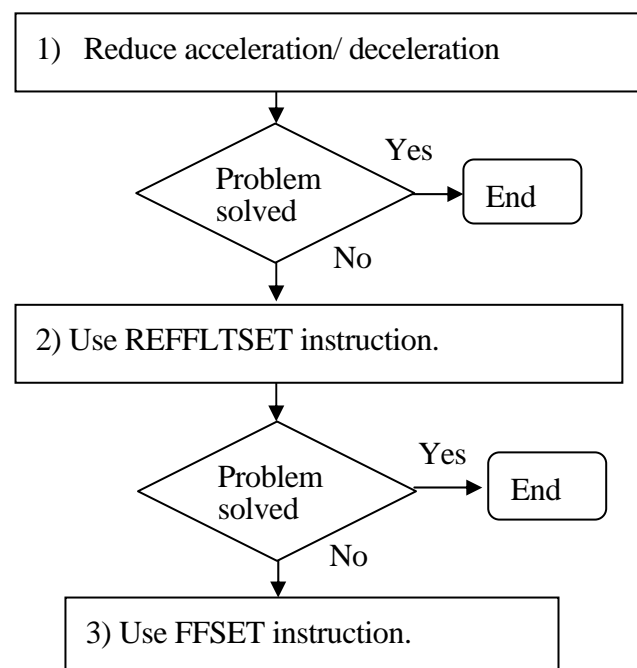 1) Reduce acceleration/ deceleration
Yes
Problem
solved
End
No
2) Use REFFLTSET instruction.
Yes
Problem
solved
End
No
3) Use FFSET instruction.